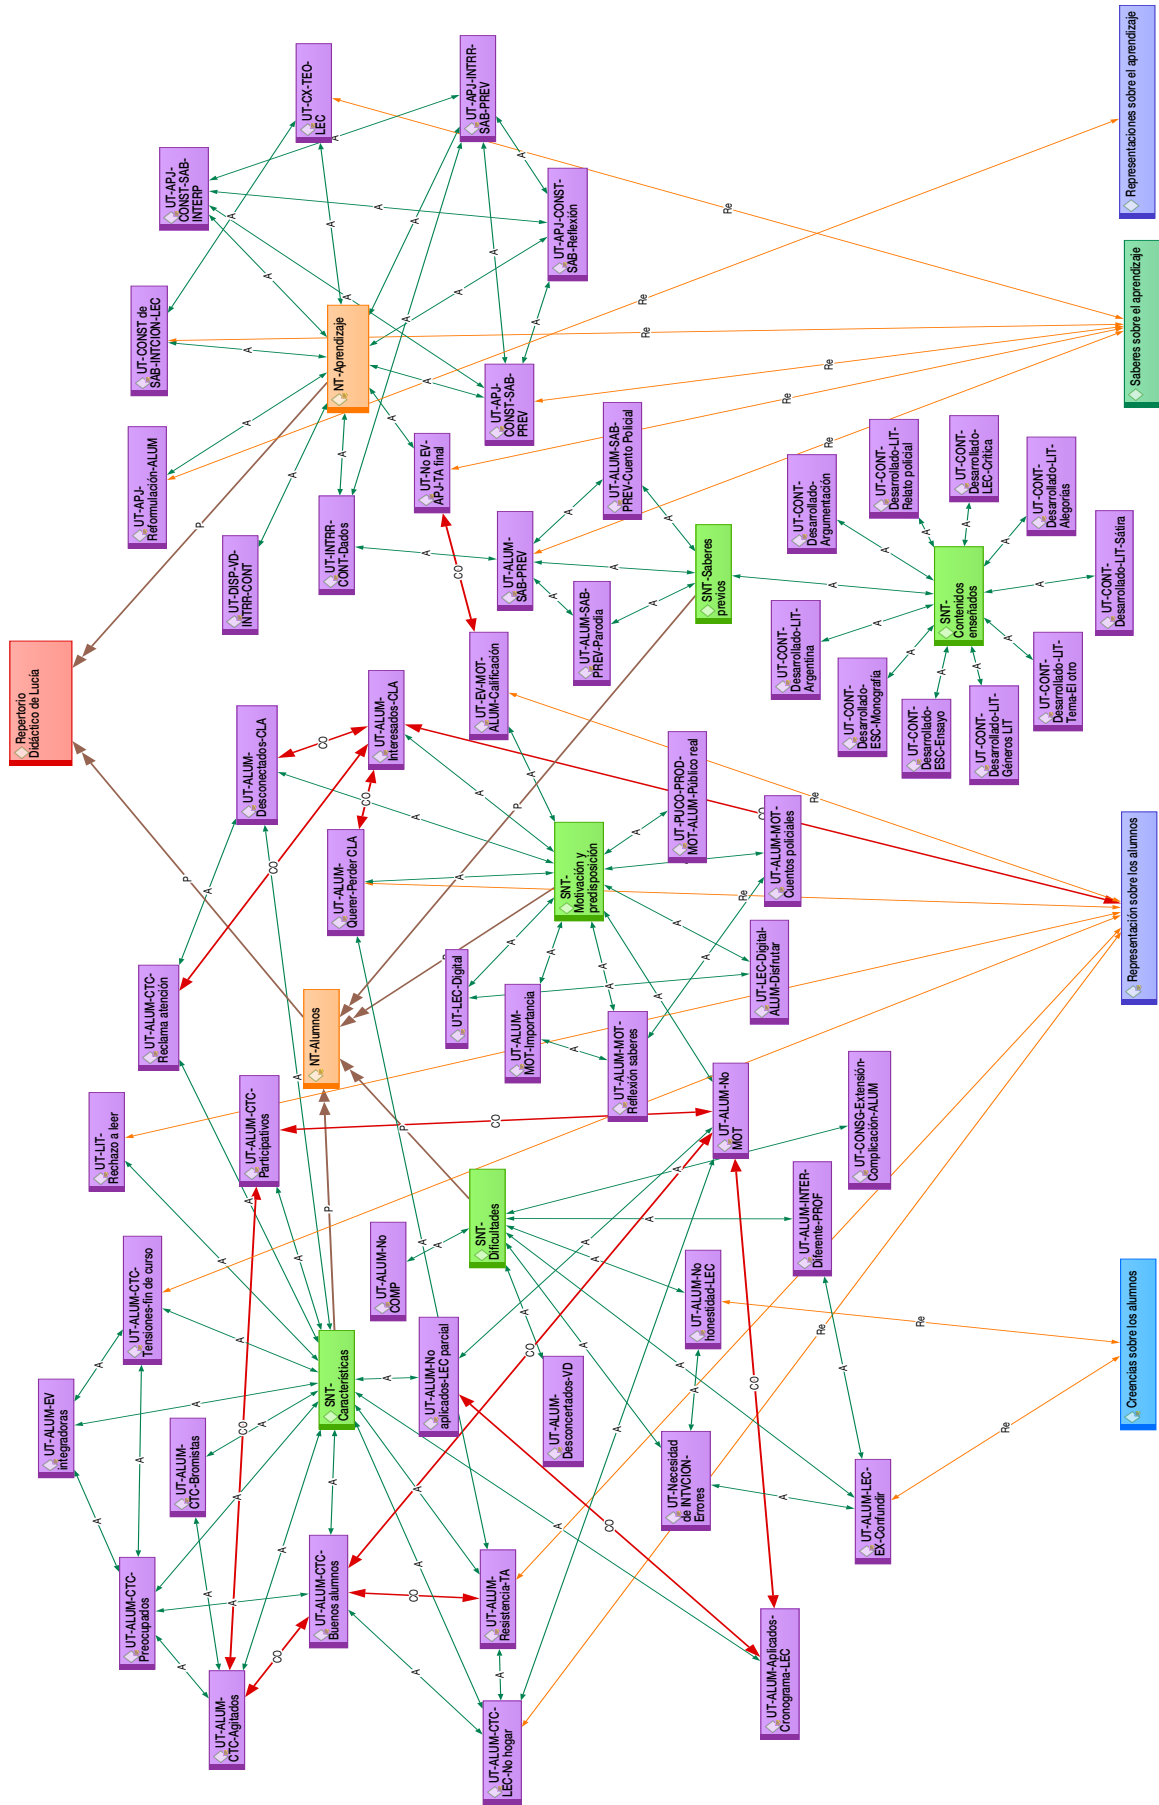 Repertorio
Didáctico de Lucía
UT-ALUM-EV
integradoras
UT-ALUM-CTC-
Tensiones-fin de curso
UT-ALUM-CTC-
Preocupados
UT-ALUM-
CTC-Bromistas
UT-ALUM-
CTC-Agitados
UT-LIT-
Rechazo a leer
UT-ALUM-CTC-
Reclama atención
UT-ALUM-CTC-
Participativos
UT-ALUM-
Desconectados-CLA
UT-ALUM-
Interesados-CLA
UT-ALUM-
Querer-Perder CLA
NT-Alumnos
SNT-
Características
UT-ALUM-CTC-
Buenos alumnos
UT-ALUM-No
COMP
UT-ALUM-No
aplicados-LEC parcial
UT-ALUM-
Resistencia-TA
UT-ALUM-CTC-
LEC-No hogar
SNT-
Dificultades
UT-ALUM-
Desconcertados-VD
UT-Necesidad
de INTVCION-
Errores
UT-ALUM-No
honestidad-LEC
UT-ALUM-INTER-
Diferente-PROF
UT-CONSG-Extensión-
Complicación-ALUM
UT-ALUM-LEC-
EX-Confundir
UT-ALUM-Aplicados-
Cronograma-LEC
UT-ALUM-No
MOT
UT-LEC-Digital
UT-ALUM-
MOT-Importancia
UT-ALUM-MOT-
Reflexión saberes
UT-LEC-Digital-
ALUM-Disfrutar
SNT-
Motivación y
predisposición
UT-PUCO-PROD-
MOT-ALUM-Público real
UT-ALUM-MOT-
Cuentos policiales
UT-EV-MOT-
ALUM-Calificación
UT-APJ-
Reformulación-ALUM
UT-DISP-VD-
INTRR-CONT
UT-CONST de
SAB-INTCION-LEC
UT-APJ-
CONST-SAB-
INTERP
UT-CX-TEO-
LEC
UT-APJ-INTRR-
SAB-PREV
UT-APJ-CONST-
SAB-Reflexión
NT-Aprendizaje
UT-INTRR-
CONT-Dados
UT-No EV-
APJ-TA final
UT-APJ-
CONST-SAB-
PREV
UT-ALUM-
SAB-PREV
UT-ALUM-SAB-
PREV-Cuento Policial
UT-ALUM-SAB-
PREV-Parodia
SNT-Saberes
previos
UT-CONT-
Desarrollado-LIT-
Argentina
UT-CONT-
Desarrollado-
Argumentación
UT-CONT-
Desarrollado-LIT-
Relato policial
UT-CONT-
Desarrollado-
LEC-Crítica
UT-CONT-
Desarrollado-LIT-
Alegorías
UT-CONT-
Desarrollado-LIT-Sátira
SNT-
Contenidos
enseñados
UT-CONT-
Desarrollado-
ESC-Monografía
UT-CONT-
Desarrollado-
ESC-Ensayo
UT-CONT-
Desarrollado-LIT-
Géneros LIT
UT-CONT-
Desarrollado-LIT-
Tema-El otro
Creencias sobre los alumnos
Representación sobre los alumnos
Saberes sobre el aprendizaje
Representaciones sobre el aprendizaje